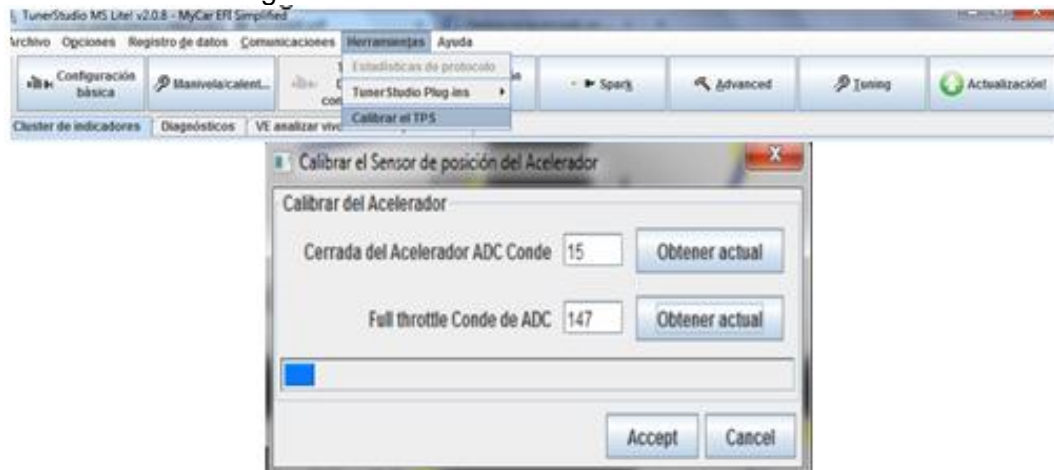 TunerStudio MS Lite! v2.0.8 - MyCar EFI Simplified
Archivo Opciones Registro de datos Comunicaciones Herramientas Ayuda
Estadísticas de protocolo
Configuración básica Manivela/calent... TunerStudio Plug-ins Spark Advanced Tuning Actualización!
Calibrar el TPS
Cluster de indicadores Diagnósticos VE analizar vivo
Calibrar el Sensor de posición del Acelerador
Calibrar del Acelerador
Cerrada del Acelerador ADC Conde 15 Obtener actual
Full throttle Conde de ADC 147 Obtener actual
Accept Cancel